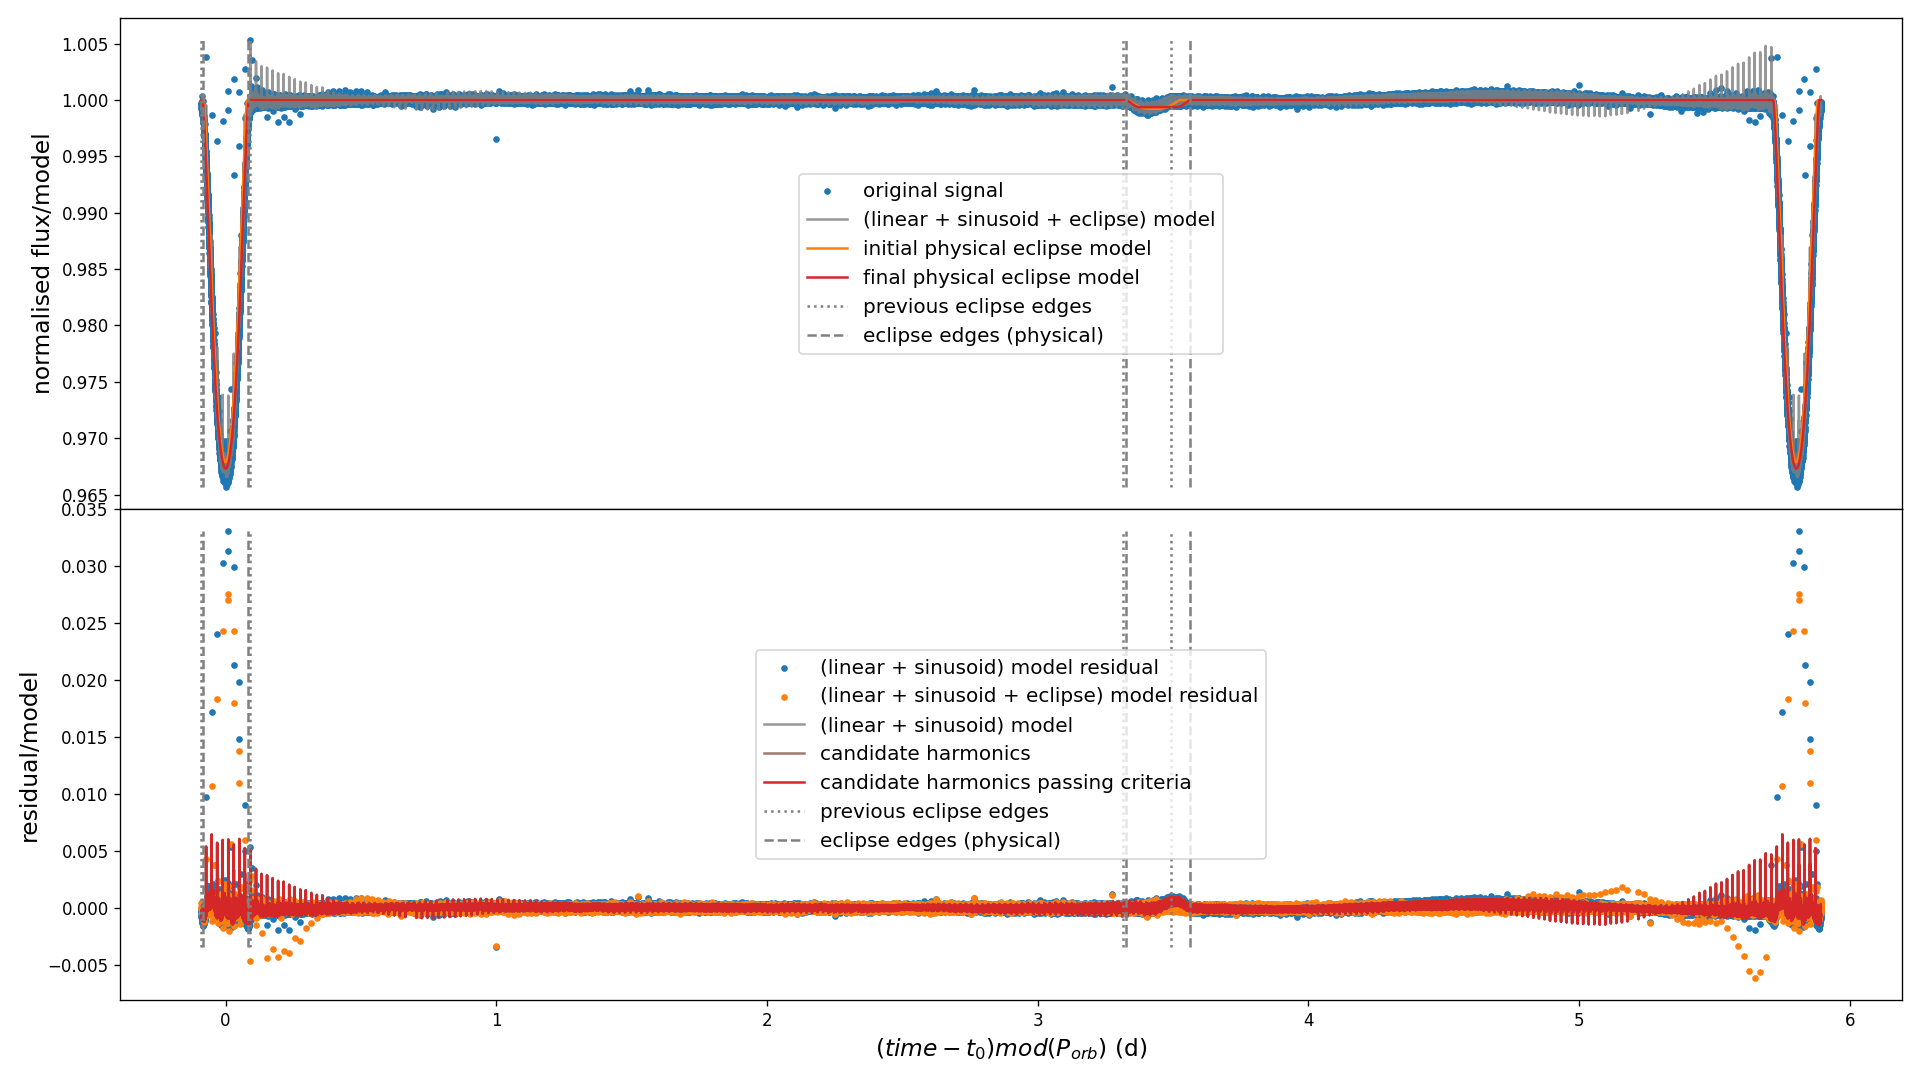 normalised flux/model
1.005
1.000
0.995
0.990
0.985
0.980
0.975
0.970
0.965
original signal
(linear + sinusoid + eclipse) model
initial physical eclipse model
final physical eclipse model
previous eclipse edges
eclipse edges (physical)
residual/model
0.035
0.030
0.025
0.020
0.015
0.010
0.005
0.000
−0.005
(linear + sinusoid) model residual
(linear + sinusoid + eclipse) model residual
(linear + sinusoid) model
candidate harmonics
candidate harmonics passing criteria
previous eclipse edges
eclipse edges (physical)
0 1 2 3 4 5 6
(time − t₀)mod(P_orb) (d)